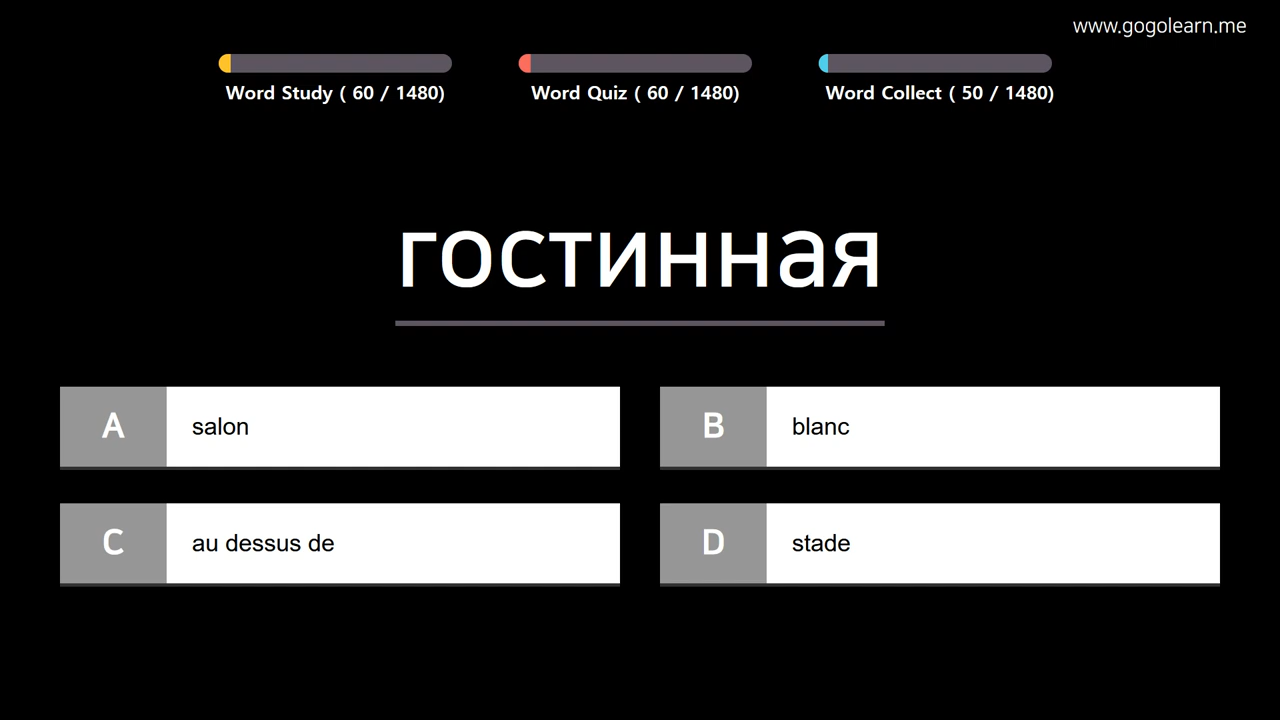 www.gogolearn.me
Word Study ( 60 / 1480)
Word Quiz ( 60 / 1480)
Word Collect ( 50 / 1480)
гостинная
A salon
B blanc
C au dessus de
D stade